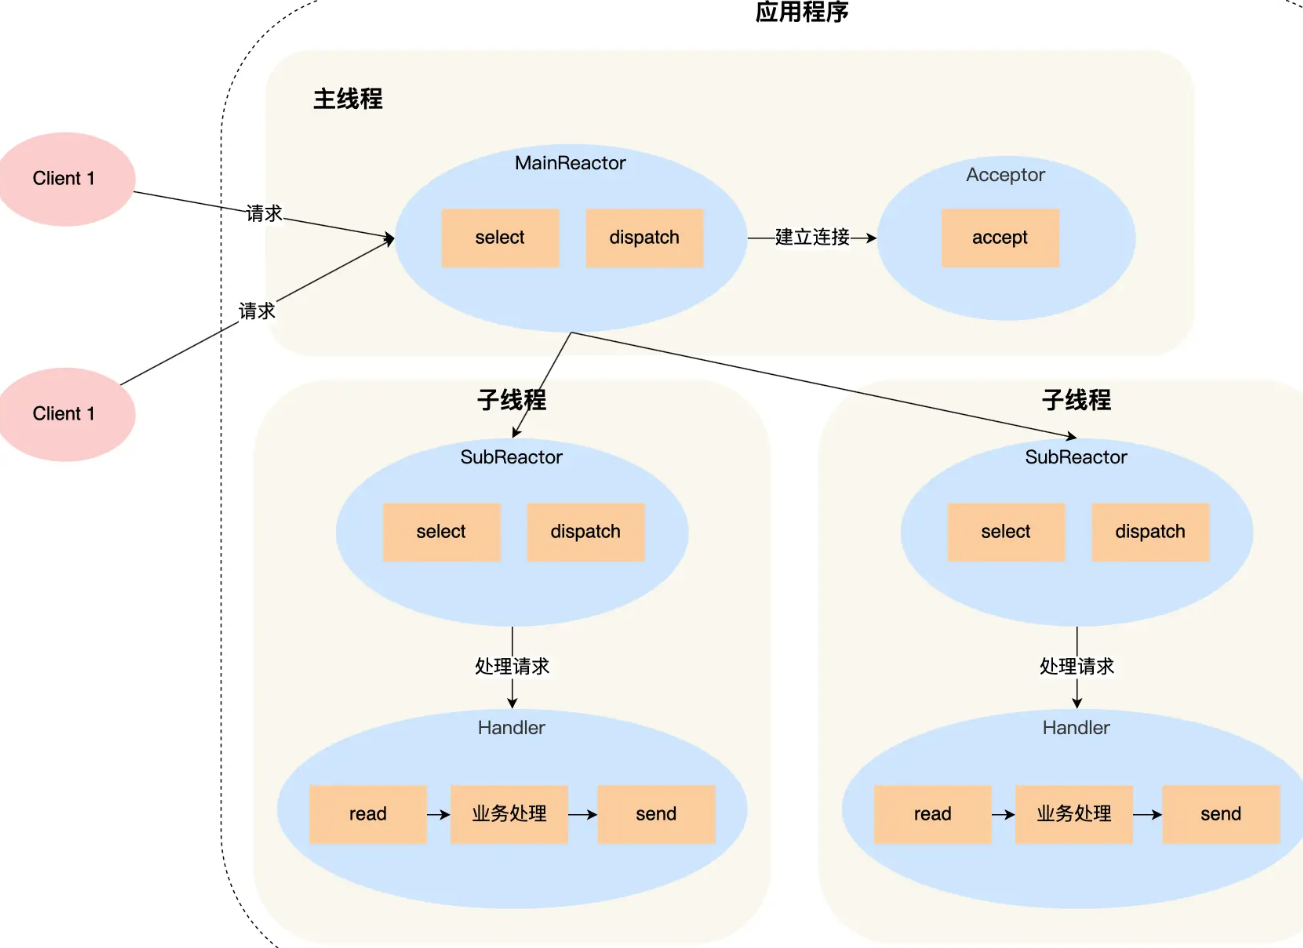 应用程序
主线程
MainReactor
Acceptor
Client 1
请求
select
dispatch
建立连接
accept
请求
Client 1
子线程
子线程
SubReactor
SubReactor
select
dispatch
select
dispatch
处理请求
处理请求
Handler
Handler
read
业务处理
send
read
业务处理
send